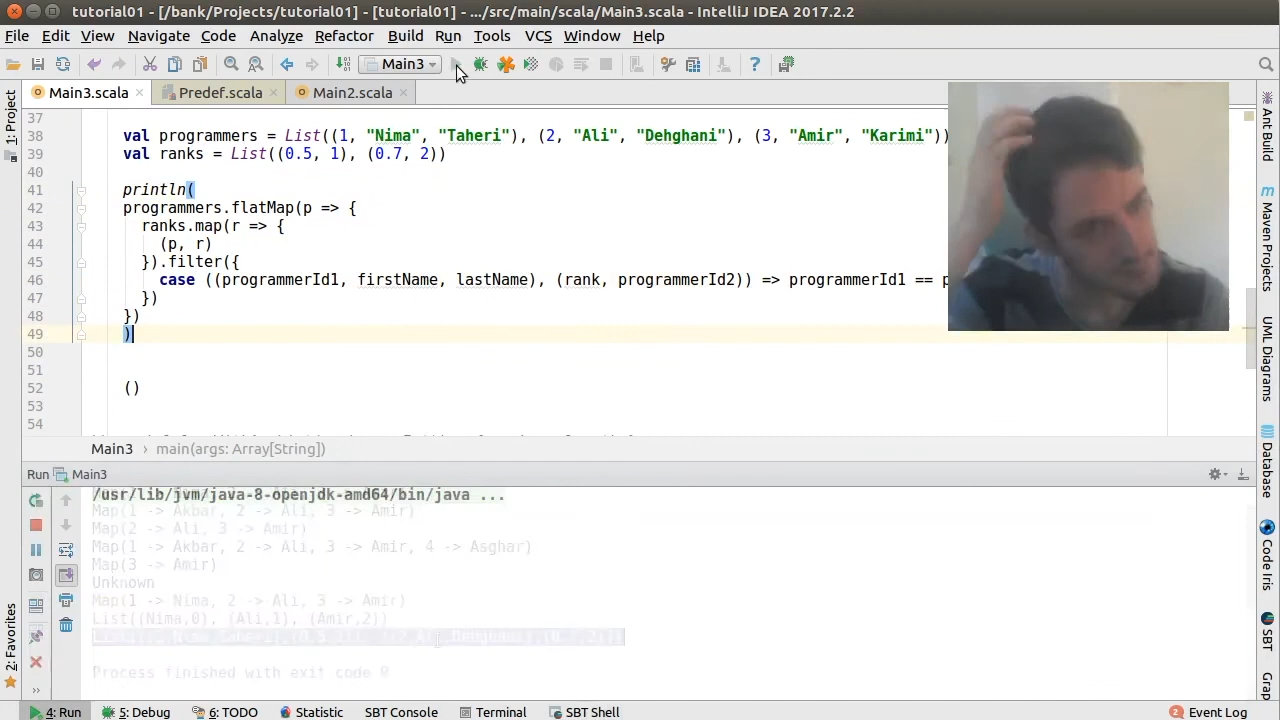 tutorial01 - [/bank/Projects/tutorial01] - [tutorial01] - .../src/main/scala/Main3.scala - IntelliJ IDEA 2017.2.2
File Edit View Navigate Code Analyze Refactor Build Run Tools VCS Window Help
Main3
Main3.scala Predef.scala Main2.scala
1: Project
2: Favorites
37
38 val programmers = List((1, "Nima", "Taheri"), (2, "Ali", "Dehghani"), (3, "Amir", "Karimi"))
39 val ranks = List((0.5, 1), (0.7, 2))
40
41 println(
42 programmers.flatMap(p => {
43 ranks.map(r => {
44 (p, r)
45 }).filter({
46 case ((programmerId1, firstName, lastName), (rank, programmerId2)) => programmerId1 == p
47 })
48 })
49 )
50
51
52 ()
53
54
Main3 › main(args: Array[String])
Run Main3
/usr/lib/jvm/java-8-openjdk-amd64/bin/java ...
Map(1 -> Akbar, 2 -> Ali, 3 -> Amir)
Map(2 -> Ali, 3 -> Amir)
Map(1 -> Akbar, 2 -> Ali, 3 -> Amir, 4 -> Asghar)
Map(3 -> Amir)
Unknown
Map(1 -> Nima, 2 -> Ali, 3 -> Amir)
List((Nima,0), (Ali,1), (Amir,2))
Process finished with exit code 0
Ant Build
Maven Projects
UML Diagrams
Database
Code Iris
SBT
4: Run 5: Debug 6: TODO Statistic SBT Console Terminal SBT Shell 2 Event Log